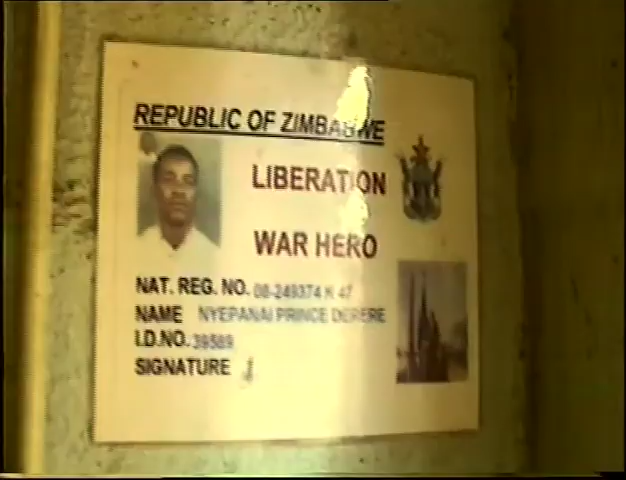 REPUBLIC OF ZIMBABWE
LIBERATION
WAR HERO
NAT. REG. NO. 08-249374 K 47
NAME NYEPANAI PRINCE DERERE
I.D.NO. 39589
SIGNATURE